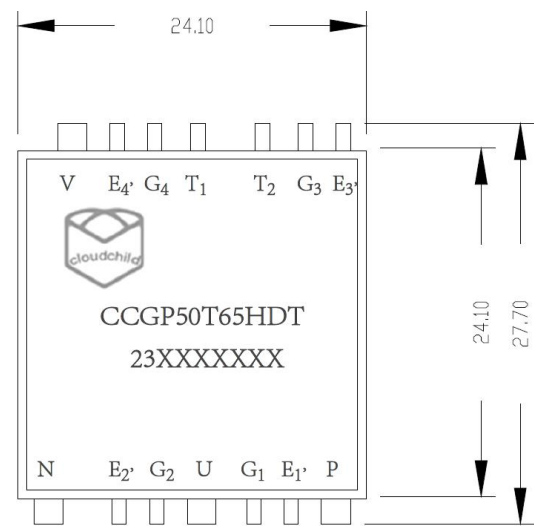 24.10
V E₄' G₄ T₁ T₂ G₃ E₃'
cloudchild
CCGP50T65HDT
23XXXXXXX
24.10
27.70
N E₂' G₂ U G₁ E₁' P